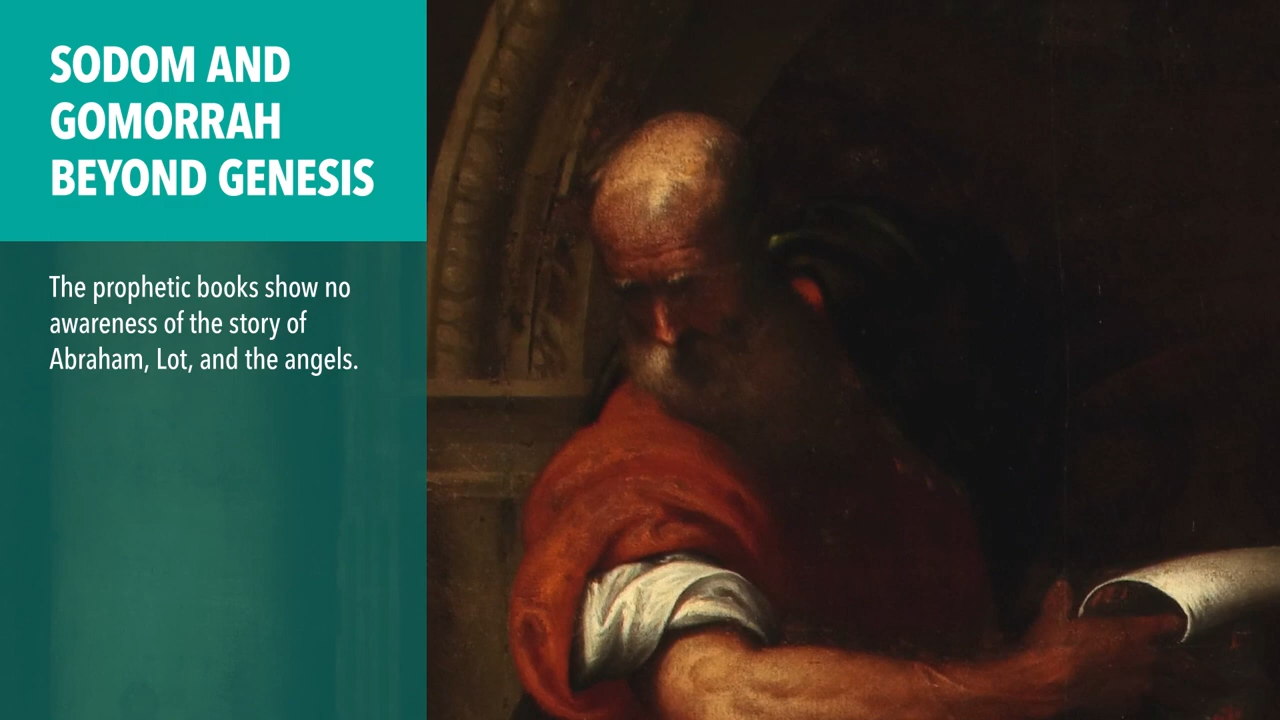 SODOM AND
GOMORRAH
BEYOND GENESIS
The prophetic books show no
awareness of the story of
Abraham, Lot, and the angels.